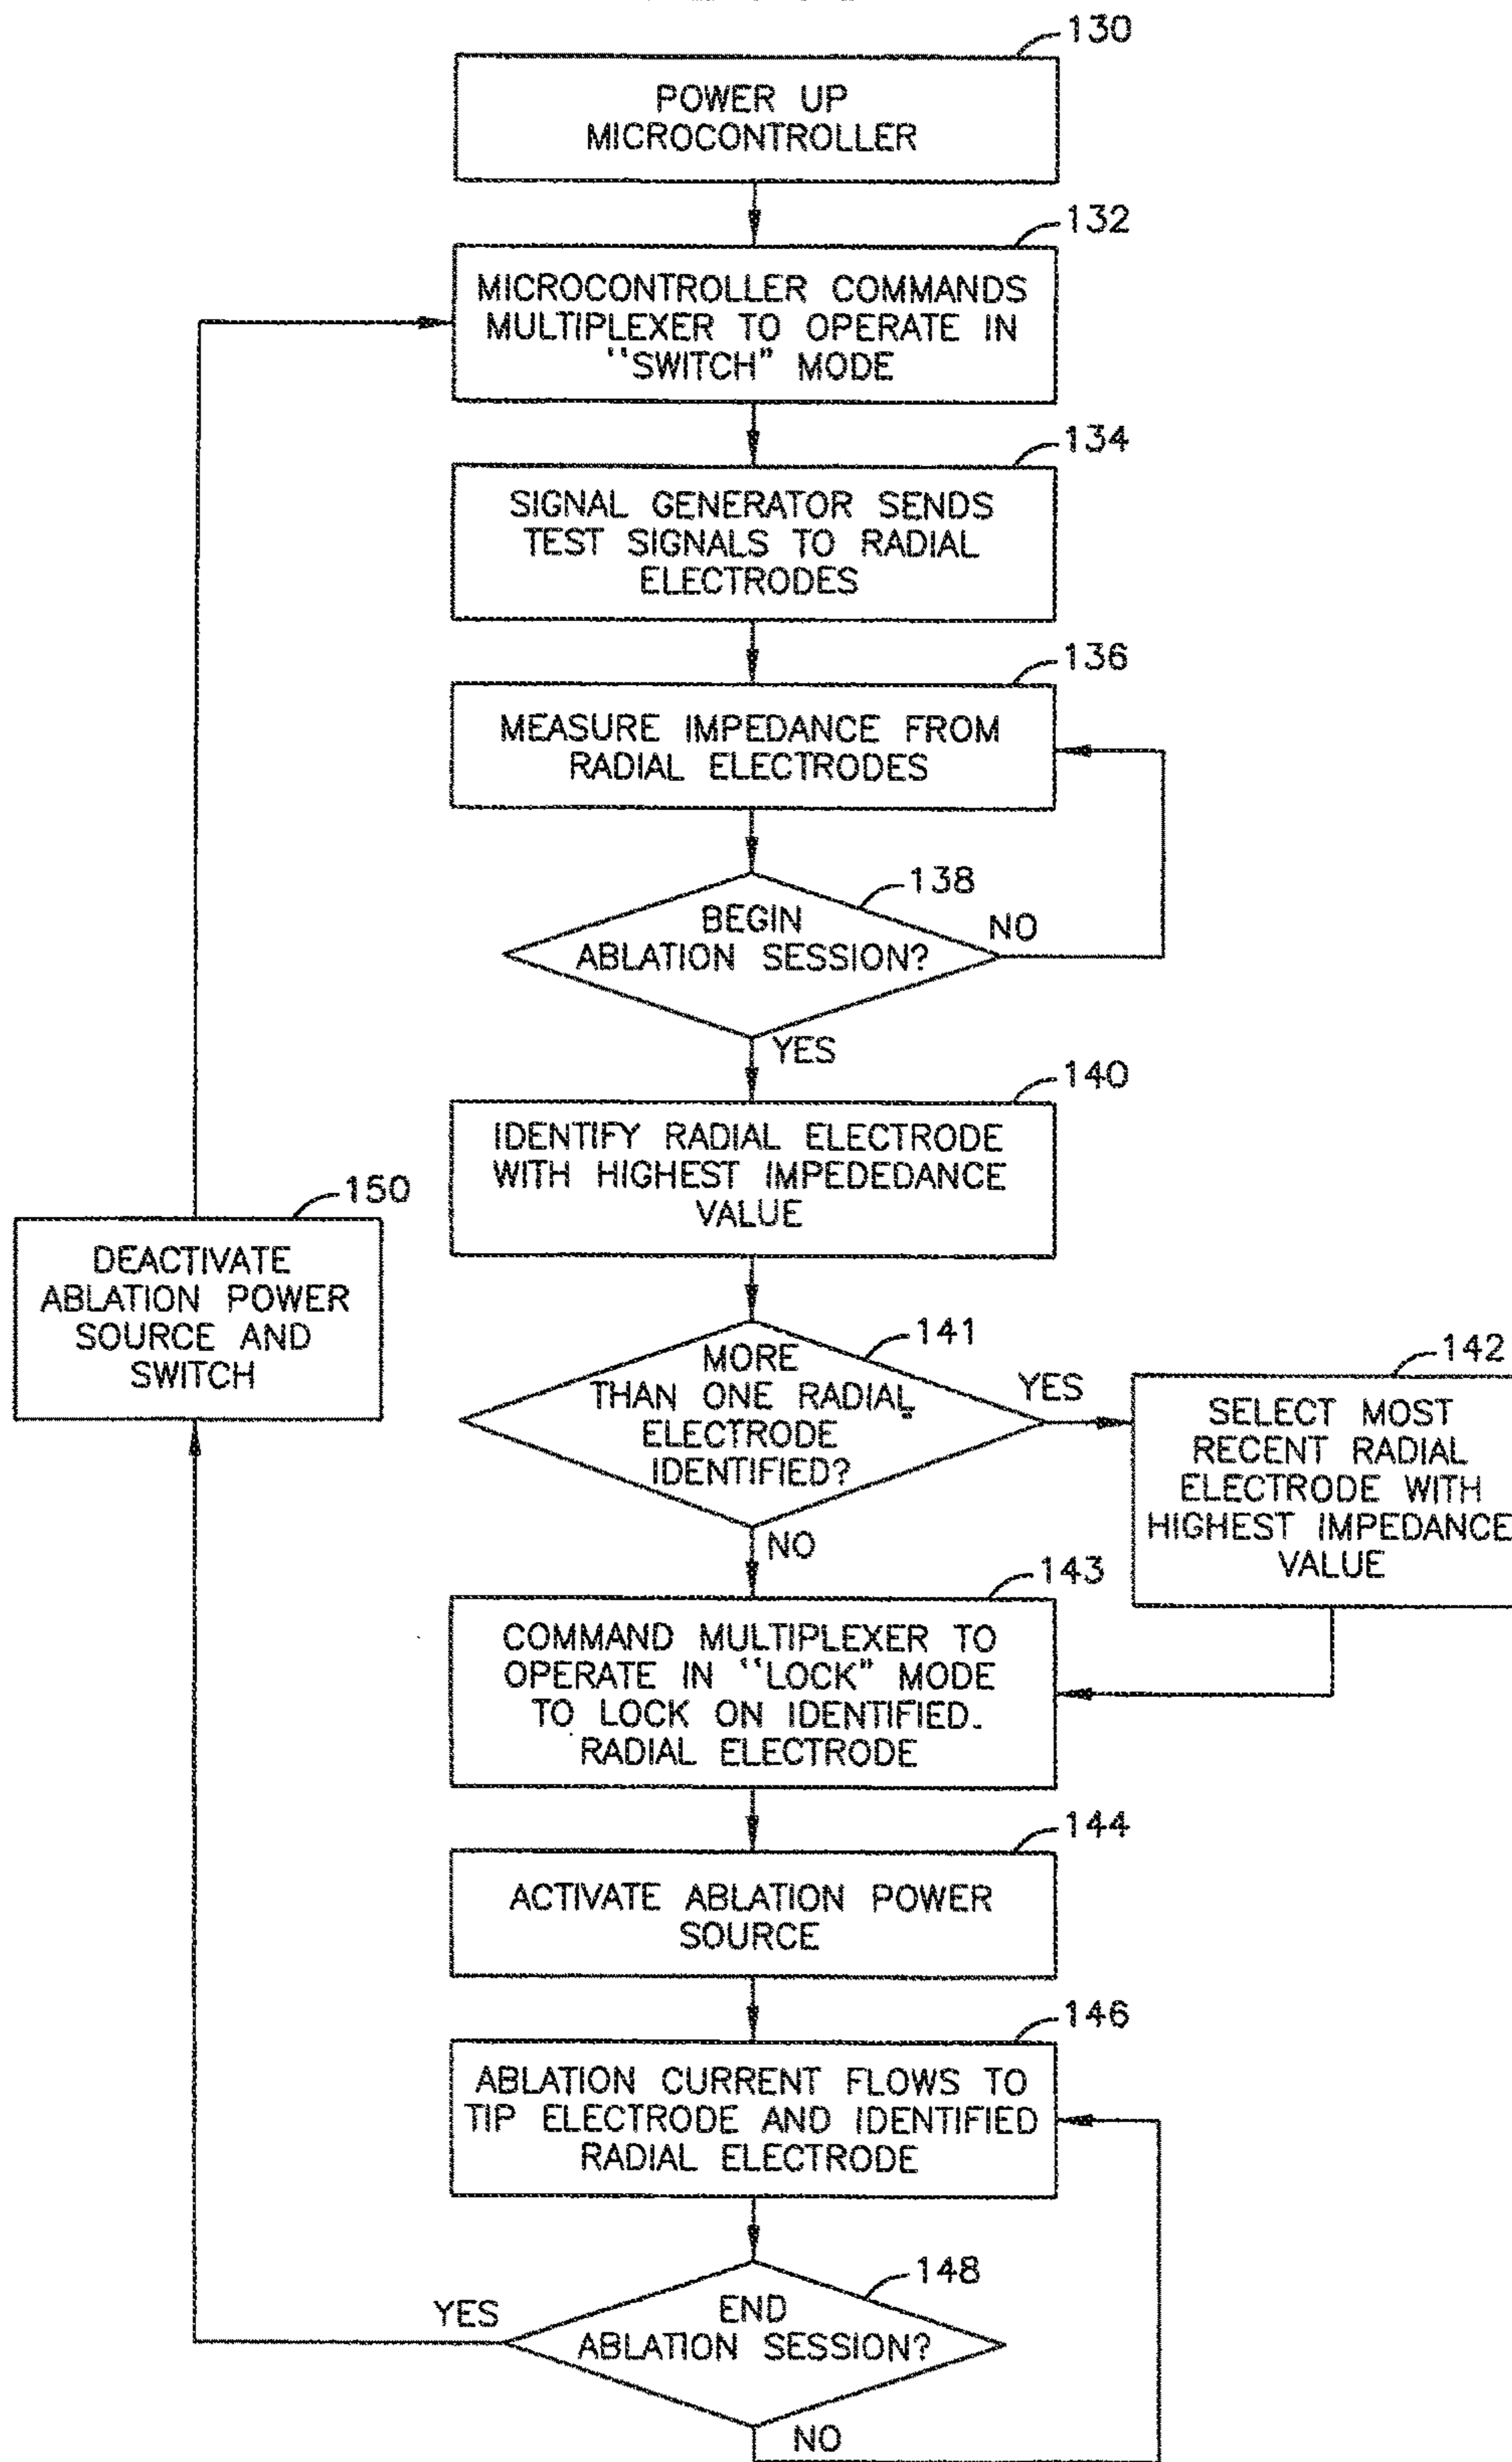 130
POWER UP
MICROCONTROLLER
132
MICROCONTROLLER COMMANDS
MULTIPLEXER TO OPERATE IN
"SWITCH" MODE
134
SIGNAL GENERATOR SENDS
TEST SIGNALS TO RADIAL
ELECTRODES
136
MEASURE IMPEDANCE FROM
RADIAL ELECTRODES
138
BEGIN
ABLATION SESSION?
NO
YES
140
IDENTIFY RADIAL ELECTRODE
WITH HIGHEST IMPEDEDANCE
VALUE
150
DEACTIVATE
ABLATION POWER
SOURCE AND
SWITCH
141
MORE
THAN ONE RADIAL
ELECTRODE
IDENTIFIED?
YES
NO
142
SELECT MOST
RECENT RADIAL
ELECTRODE WITH
HIGHEST IMPEDANCE
VALUE
143
COMMAND MULTIPLEXER TO
OPERATE IN "LOCK" MODE
TO LOCK ON IDENTIFIED
RADIAL ELECTRODE
144
ACTIVATE ABLATION POWER
SOURCE
146
ABLATION CURRENT FLOWS TO
TIP ELECTRODE AND IDENTIFIED
RADIAL ELECTRODE
148
END
ABLATION SESSION?
YES
NO